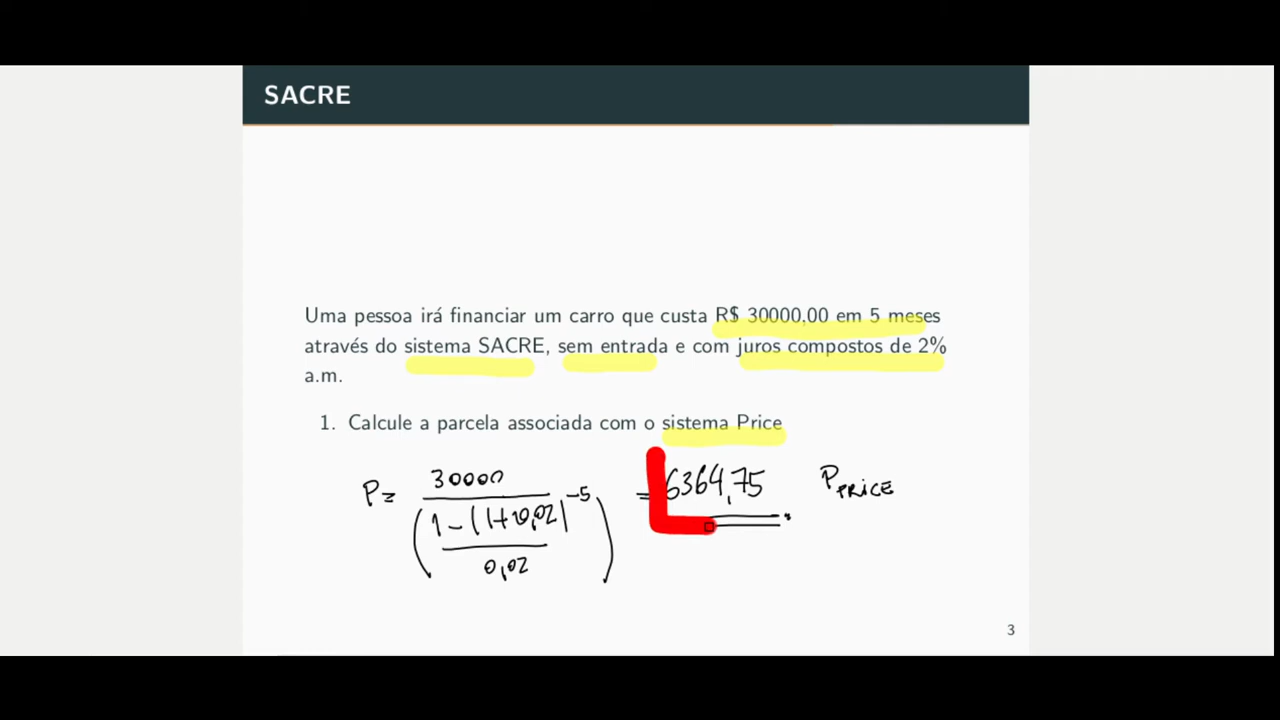 SACRE
Uma pessoa irá financiar um carro que custa R$ 30000,00 em 5 meses
através do sistema SACRE, sem entrada e com juros compostos de 2%
a.m.
1. Calcule a parcela associada com o sistema Price
P = 30000 / ((1-(1+0,02)^-5) / 0,02) = 6364,75 P PRICE
3